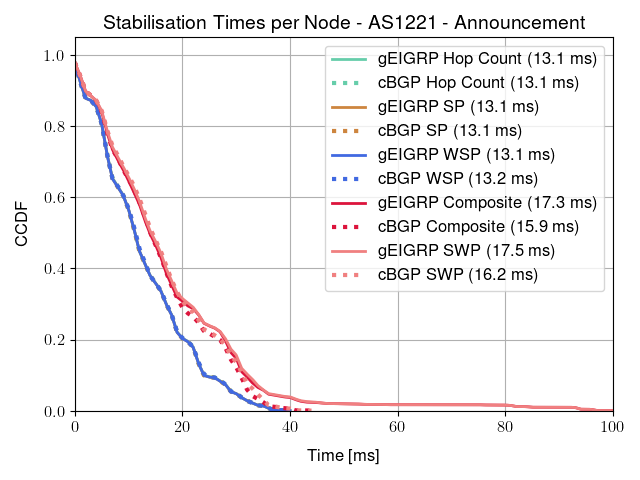 Stabilisation Times per Node - AS1221 - Announcement
1.0
0.8
0.6
0.4
0.2
0.0
CCDF
gEIGRP Hop Count (13.1 ms)
cBGP Hop Count (13.1 ms)
gEIGRP SP (13.1 ms)
cBGP SP (13.1 ms)
gEIGRP WSP (13.1 ms)
cBGP WSP (13.2 ms)
gEIGRP Composite (17.3 ms)
cBGP Composite (15.9 ms)
gEIGRP SWP (17.5 ms)
cBGP SWP (16.2 ms)
0 20 40 60 80 100
Time [ms]